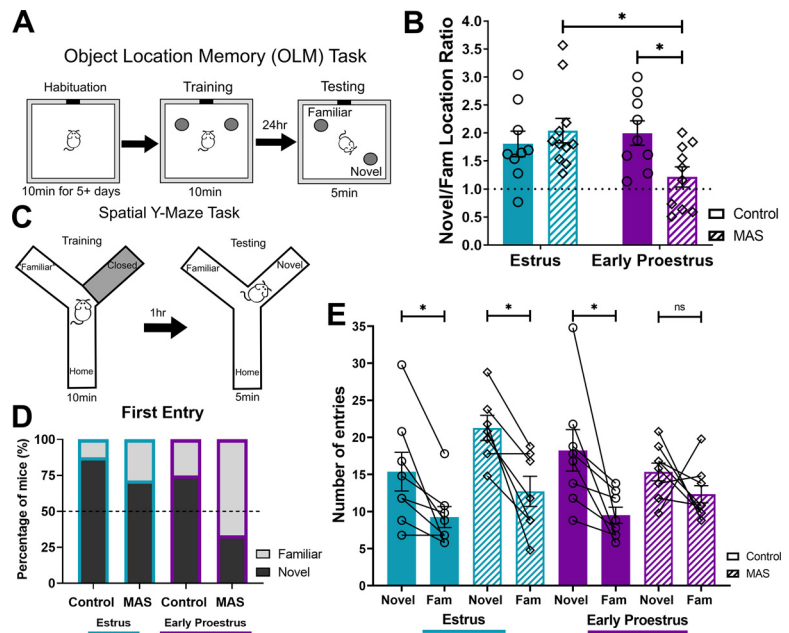 A
Object Location Memory (OLM) Task
Habituation
Training
Testing
24hr
Familiar
Novel
10min for 5+ days
10min
5min
B
Novel/Fam Location Ratio
4.0
3.5
3.0
2.5
2.0
1.5
1.0
0.5
0.0
*
*
Control
MAS
Estrus
Early Proestrus
C
Spatial Y-Maze Task
Training
Testing
Familiar
Closed
Home
10min
1hr
Familiar
Novel
Home
5min
D
First Entry
Percentage of mice (%)
100
75
50
25
0
Familiar
Novel
Control
MAS
Control
MAS
Estrus
Early Proestrus
E
Number of entries
35
30
25
20
15
10
5
0
*
*
*
ns
Control
MAS
Novel
Fam
Novel
Fam
Novel
Fam
Novel
Fam
Estrus
Early Proestrus